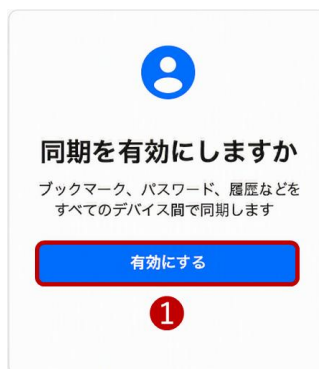 同期を有効にしますか
ブックマーク、パスワード、履歴などを
すべてのデバイス間で同期します
有効にする
1